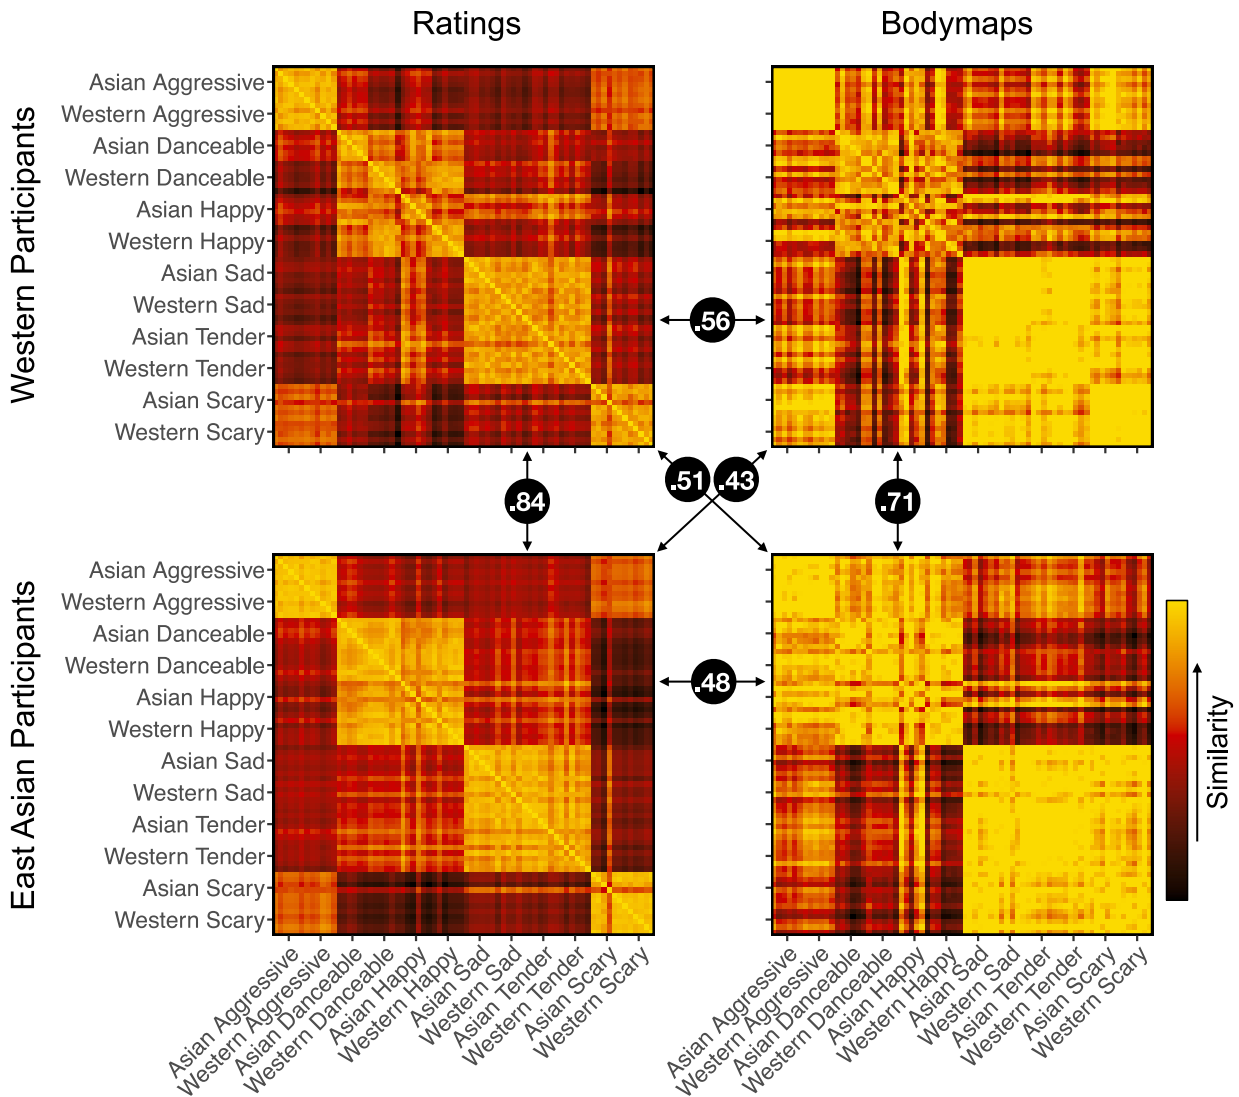 Ratings
Bodymaps
Western Participants
Asian Aggressive
Western Aggressive
Asian Danceable
Western Danceable
Asian Happy
Western Happy
Asian Sad
Western Sad
Asian Tender
Western Tender
Asian Scary
Western Scary
.56
.84
.51
.43
.71
East Asian Participants
Asian Aggressive
Western Aggressive
Asian Danceable
Western Danceable
Asian Happy
Western Happy
Asian Sad
Western Sad
Asian Tender
Western Tender
Asian Scary
Western Scary
.48
Similarity
Asian Aggressive
Western Aggressive
Asian Danceable
Western Danceable
Asian Happy
Western Happy
Asian Sad
Western Sad
Asian Tender
Western Tender
Asian Scary
Western Scary
Asian Aggressive
Western Aggressive
Asian Danceable
Western Danceable
Asian Happy
Western Happy
Asian Sad
Western Sad
Asian Tender
Western Tender
Asian Scary
Western Scary